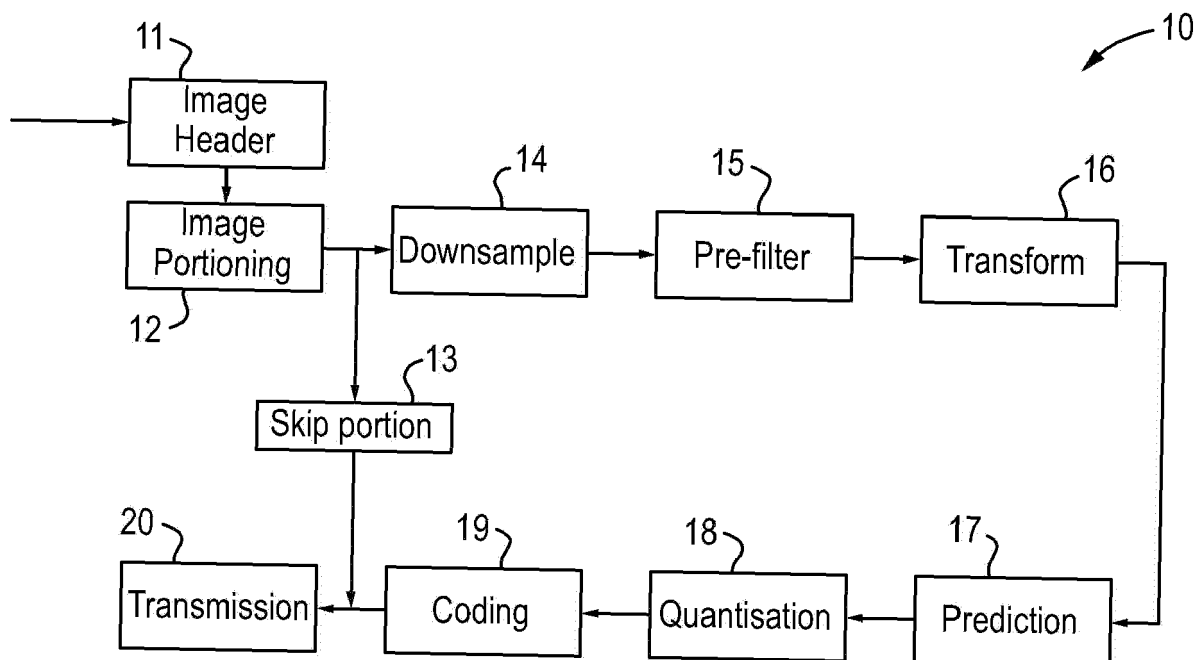 10
11
Image
Header
14
15
16
Image
Portioning
Downsample
Pre-filter
Transform
12
13
Skip portion
20
19
18
17
Transmission
Coding
Quantisation
Prediction